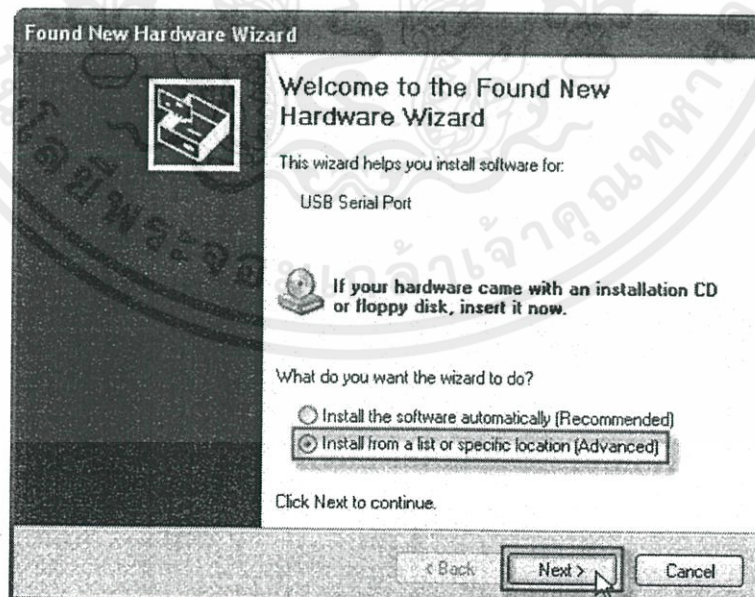 Found New Hardware Wizard
Welcome to the Found New
Hardware Wizard
This wizard helps you install software for:
USB Serial Port
If your hardware came with an installation CD
or floppy disk, insert it now.
What do you want the wizard to do?
Install the software automatically (Recommended)
Install from a list or specific location (Advanced)
Click Next to continue.
< Back
Next >
Cancel